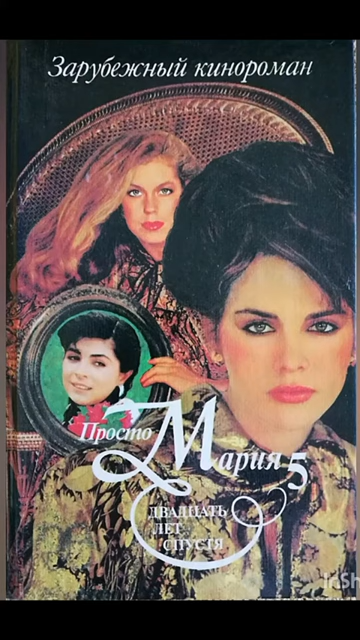 Зарубежный кинороман
Просто
Мария 5
ДВАДЦАТЬ
ЛЕТ
СПУСТЯ